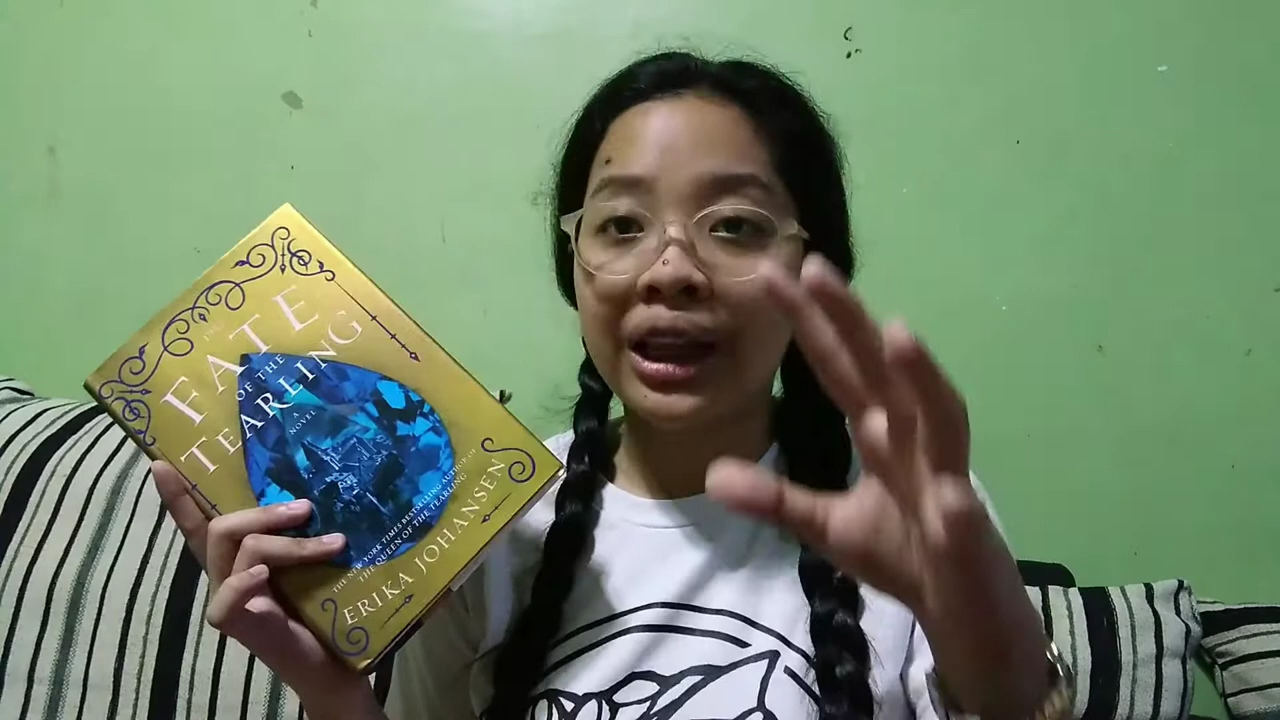 THE
FATE
OF THE
TEARLING
A
NOVEL
THE NEW YORK TIMES BESTSELLING AUTHOR OF
THE QUEEN OF THE TEARLING
ERIKA JOHANSEN